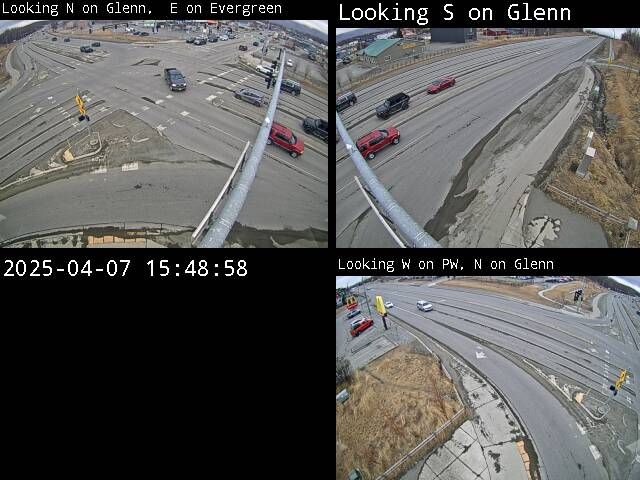 Looking N on Glenn, E on Evergreen
Looking S on Glenn
2025-04-07 15:48:58
Looking W on PW, N on Glenn